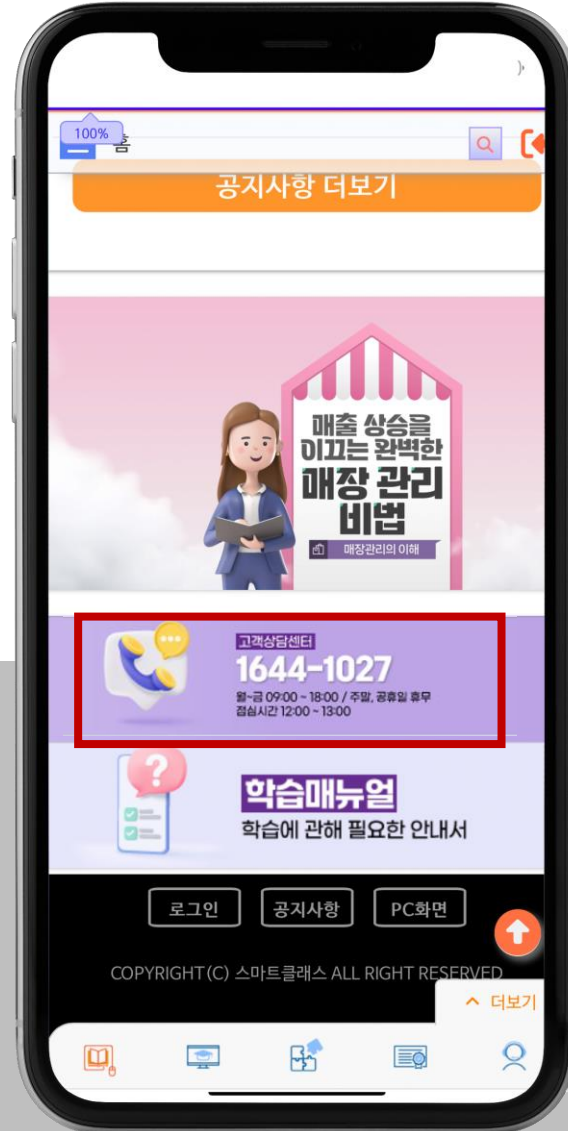 100%
홈
공지사항 더보기
매출 상승을
이끄는 완벽한
매장 관리
비법
매장관리의 이해
고객상담센터
1644-1027
월~금 09:00 ~ 18:00 / 주말, 공휴일 휴무
점심시간 12:00 ~ 13:00
?
학습매뉴얼
학습에 관해 필요한 안내서
로그인 공지사항 PC화면
COPYRIGHT(C) 스마트클래스 ALL RIGHT RESERVED
더보기